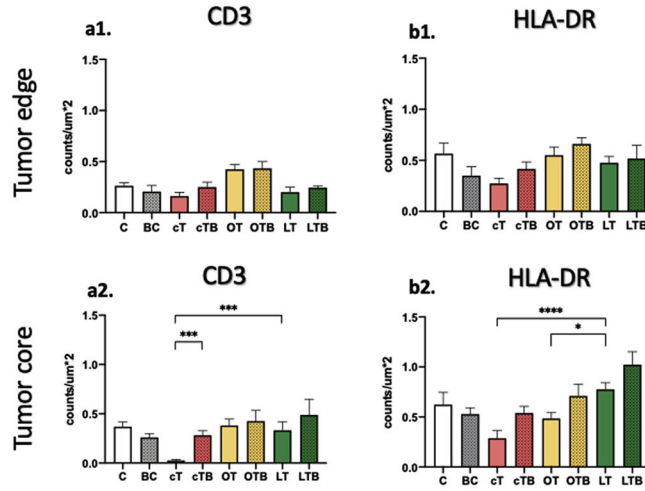 CD3
HLA-DR
a1.
b1.
Tumor edge
counts/um*2
1.5
1.0
0.5
0.0
C BC cT cTB OT OTB LT LTB
counts/um*2
1.5
1.0
0.5
0.0
C BC cT cTB OT OTB LT LTB
CD3
HLA-DR
a2.
b2.
Tumor core
counts/um*2
1.5
1.0
0.5
0.0
***
***
C BC cT cTB OT OTB LT LTB
counts/um*2
1.5
1.0
0.5
0.0
****
*
C BC cT cTB OT OTB LT LTB